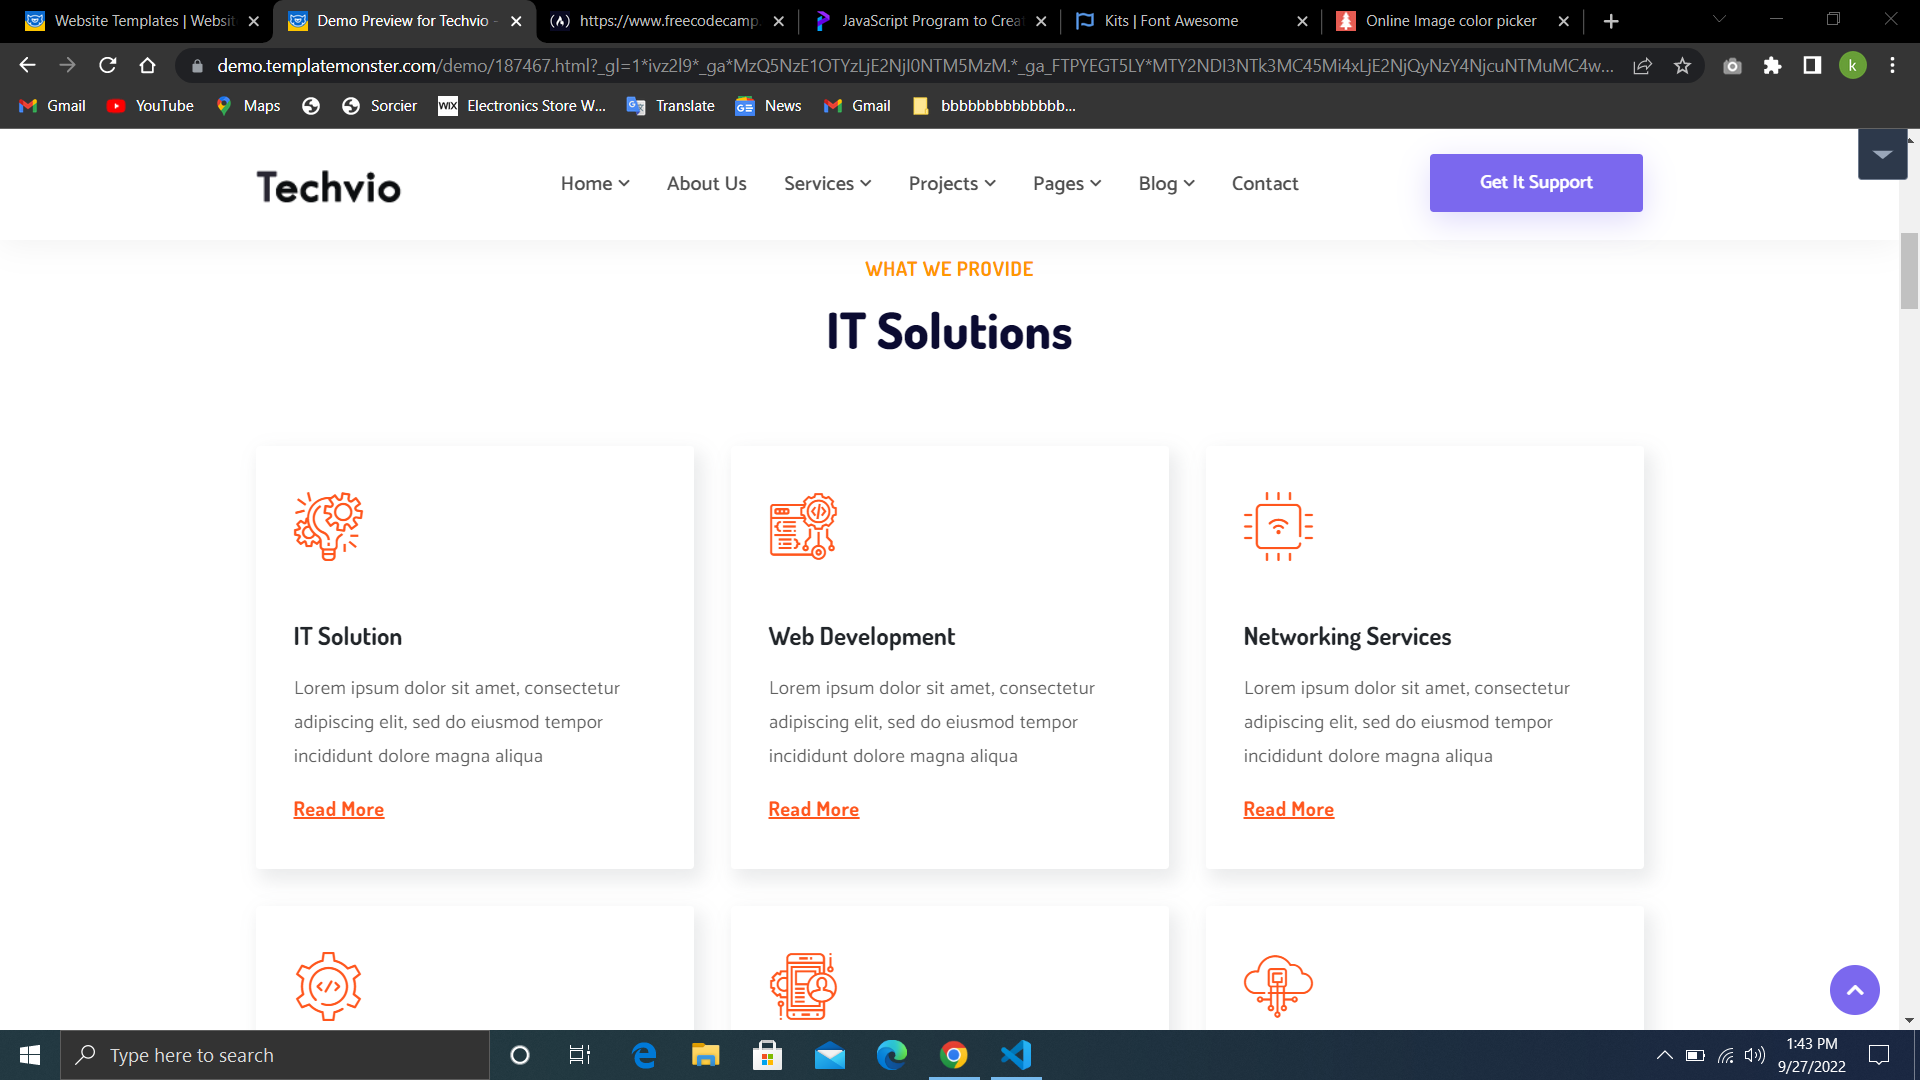 Website Templates | Websit
Demo Preview for Techvio -
https://www.freecodecamp.
JavaScript Program to Crea
Kits | Font Awesome
Online Image color picker
demo.templatemonster.com/demo/187467.html?_gl=1*ivz2l9*_ga*MzQ5NzE1OTYzLjE2NjI0NTM5MzM.*_ga_FTPYEGT5LY*MTY2NDI3NTk3MC45Mi4xLjE2NjQyNzY4NjcuNTMuMC4w...
k
Gmail
YouTube
Maps
Sorcier
WIX
Electronics Store W...
Translate
News
Gmail
bbbbbbbbbbbbbb...
Techvio
Home
About Us
Services
Projects
Pages
Blog
Contact
Get It Support
WHAT WE PROVIDE
IT Solutions
IT Solution
Lorem ipsum dolor sit amet, consectetur
adipiscing elit, sed do eiusmod tempor
incididunt dolore magna aliqua
Read More
Web Development
Lorem ipsum dolor sit amet, consectetur
adipiscing elit, sed do eiusmod tempor
incididunt dolore magna aliqua
Read More
Networking Services
Lorem ipsum dolor sit amet, consectetur
adipiscing elit, sed do eiusmod tempor
incididunt dolore magna aliqua
Read More
Type here to search
1:43 PM
9/27/2022